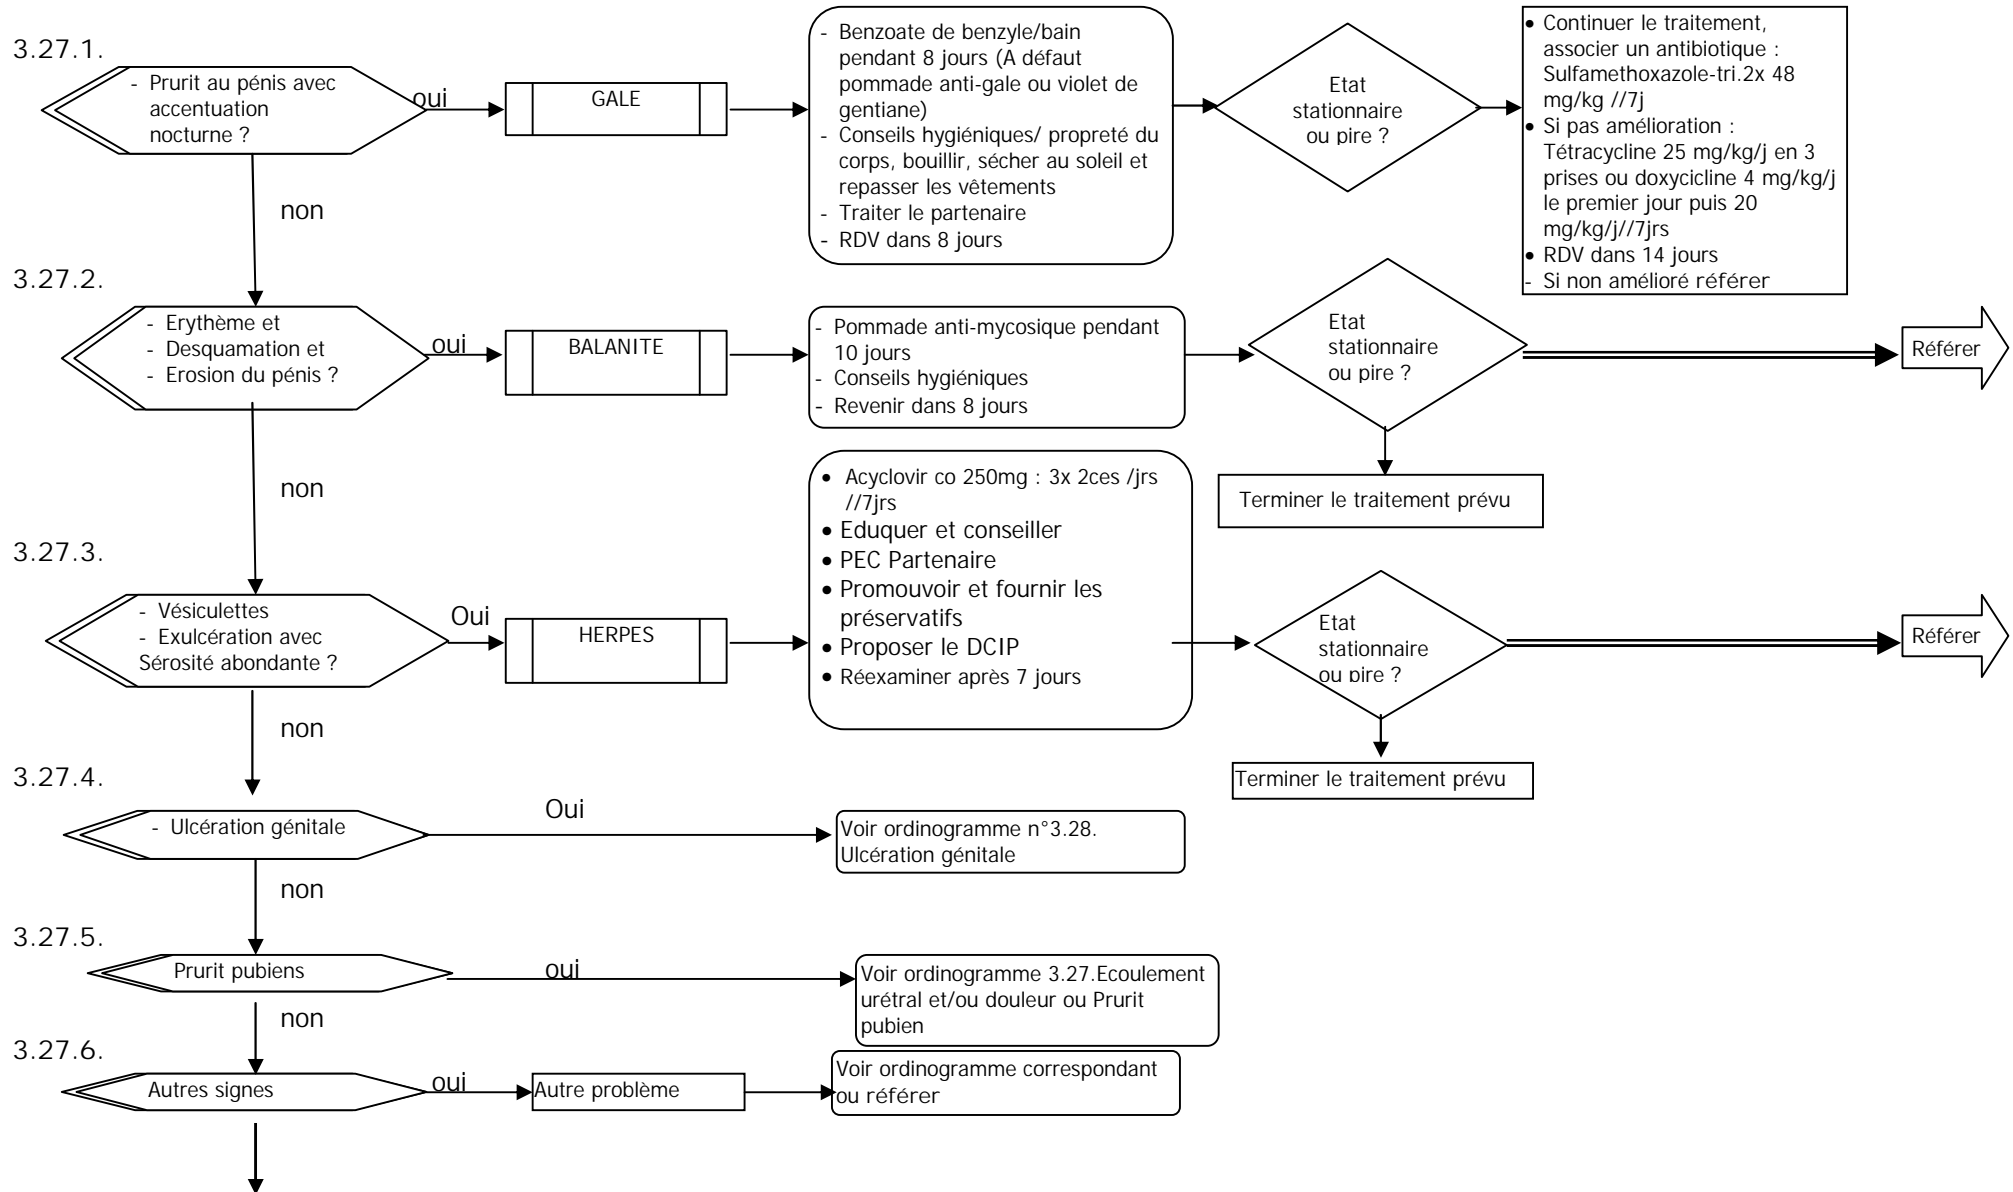 3.27.1.
- Prurit au pénis avec
accentuation
nocturne ?
oui
GALE
- Benzoate de benzyle/bain
pendant 8 jours (A défaut
pommade anti-gale ou violet de
gentiane)
- Conseils hygiéniques/ propreté du
corps, bouillir, sécher au soleil et
repasser les vêtements
- Traiter le partenaire
- RDV dans 8 jours
Etat
stationnaire
ou pire ?
• Continuer le traitement,
associer un antibiotique :
Sulfamethoxazole-tri.2x 48
mg/kg //7j
• Si pas amélioration :
Tétracycline 25 mg/kg/j en 3
prises ou doxycicline 4 mg/kg/j
le premier jour puis 20
mg/kg/j//7jrs
• RDV dans 14 jours
- Si non amélioré référer
non
3.27.2.
- Erythème et
- Desquamation et
- Erosion du pénis ?
oui
BALANITE
- Pommade anti-mycosique pendant
10 jours
- Conseils hygiéniques
- Revenir dans 8 jours
Etat
stationnaire
ou pire ?
Référer
Terminer le traitement prévu
non
3.27.3.
- Vésiculettes
- Exulcération avec
Sérosité abondante ?
Oui
HERPES
• Acyclovir co 250mg : 3x 2ces /jrs
//7jrs
• Eduquer et conseiller
• PEC Partenaire
• Promouvoir et fournir les
préservatifs
• Proposer le DCIP
• Réexaminer après 7 jours
Etat
stationnaire
ou pire ?
Référer
Terminer le traitement prévu
non
3.27.4.
- Ulcération génitale
Oui
Voir ordinogramme n°3.28.
Ulcération génitale
non
3.27.5.
Prurit pubiens
oui
Voir ordinogramme 3.27.Ecoulement
urétral et/ou douleur ou Prurit
pubien
non
3.27.6.
Autres signes
oui
Autre problème
Voir ordinogramme correspondant
ou référer